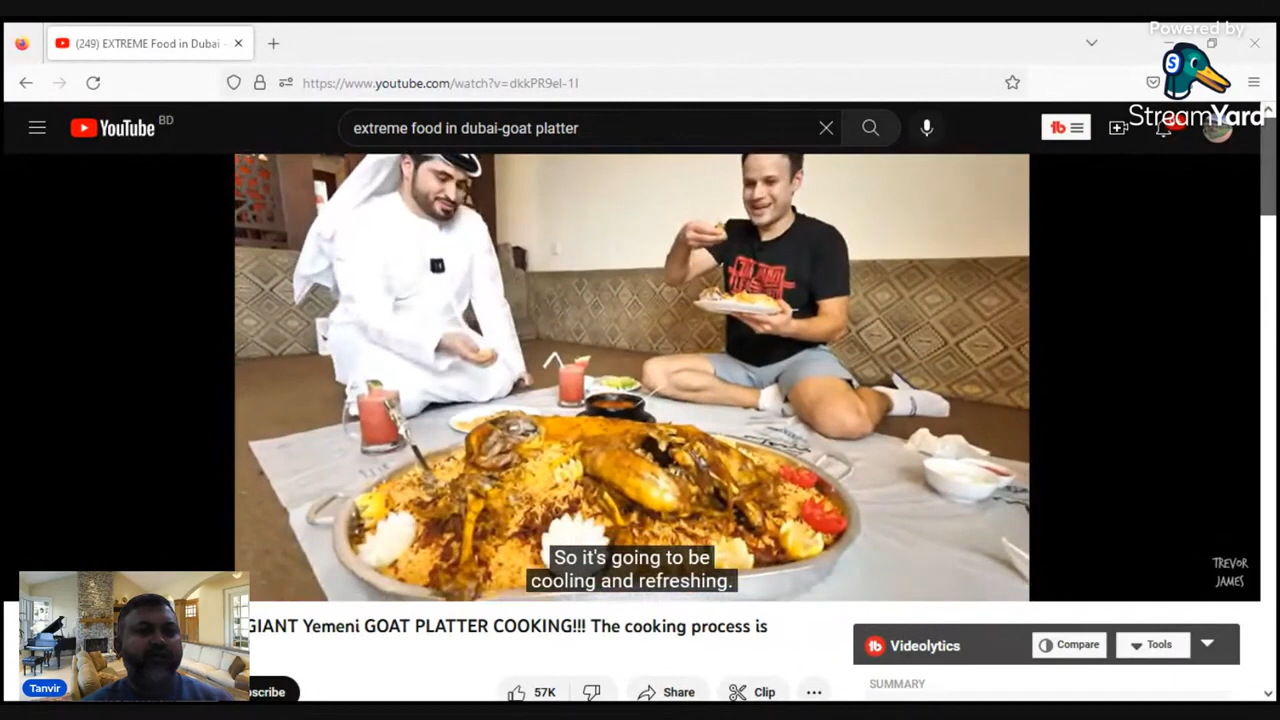 Powered by
StreamYard
(249) EXTREME Food in Dubai -
https://www.youtube.com/watch?v=dkkPR9el-1I
YouTube BD
extreme food in dubai-goat platter
So it's going to be
cooling and refreshing.
TREVOR
JAMES
GIANT Yemeni GOAT PLATTER COOKING!!! The cooking process is
Videolytics
Compare
Tools
SUMMARY
Tanvir
scribe
57K
Share
Clip